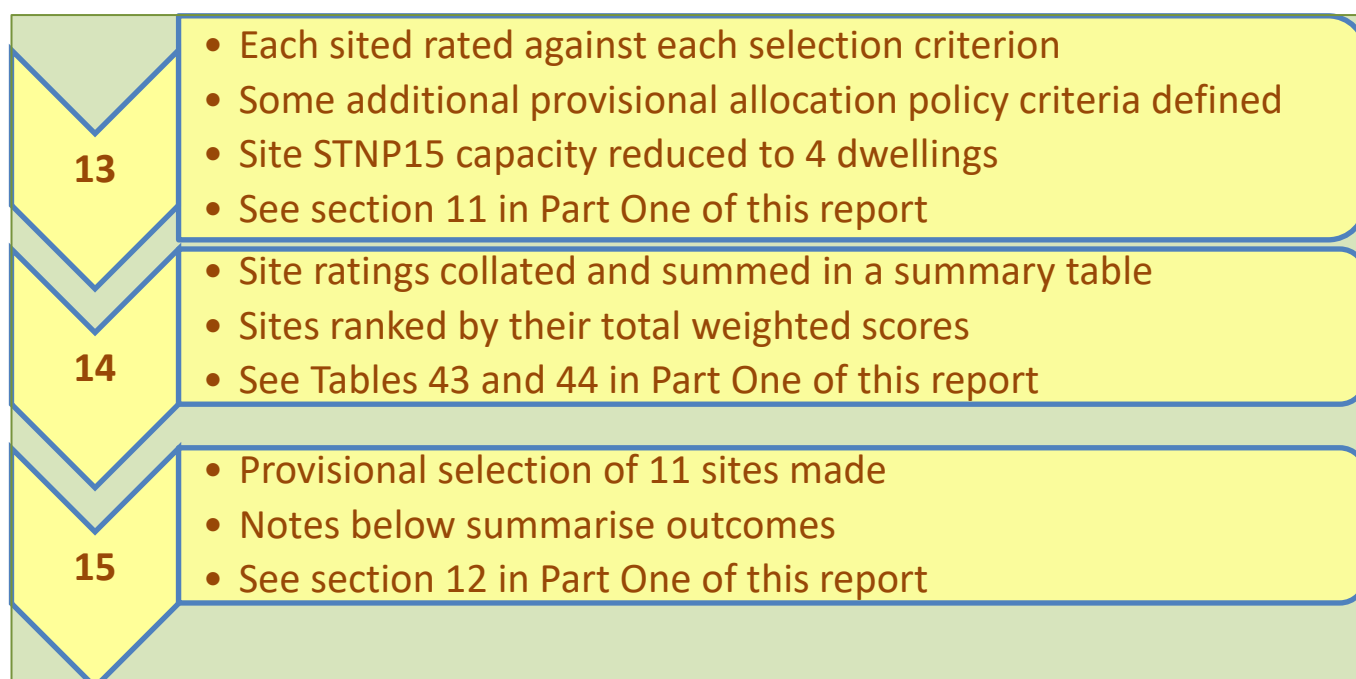 13
• Each sited rated against each selection criterion
• Some additional provisional allocation policy criteria defined
• Site STNP15 capacity reduced to 4 dwellings
• See section 11 in Part One of this report
14
• Site ratings collated and summed in a summary table
• Sites ranked by their total weighted scores
• See Tables 43 and 44 in Part One of this report
15
• Provisional selection of 11 sites made
• Notes below summarise outcomes
• See section 12 in Part One of this report